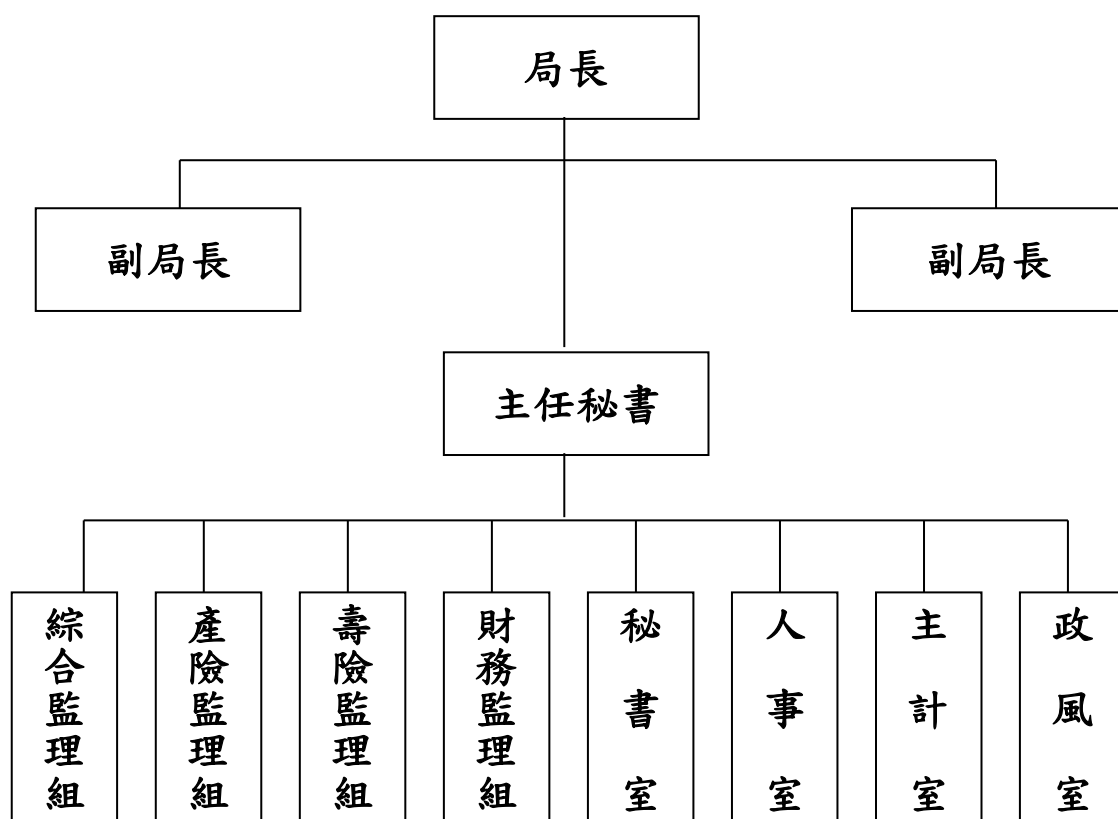 局長
副局長
副局長
主任秘書
綜合監理組
產險監理組
壽險監理組
財務監理組
秘書室
人事室
主計室
政風室